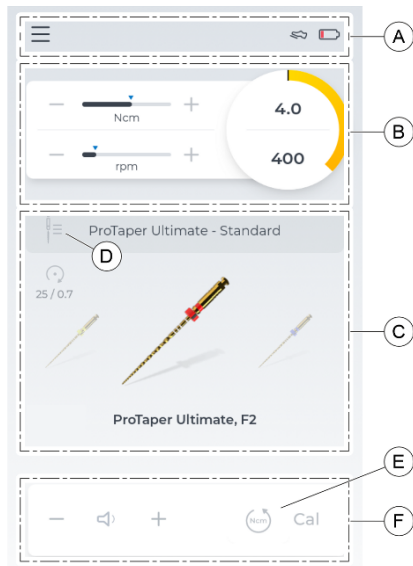 A
Ncm
4.0
B
rpm
400
ProTaper Ultimate - Standard
D
25 / 0.7
C
ProTaper Ultimate, F2
E
Ncm
Cal
F